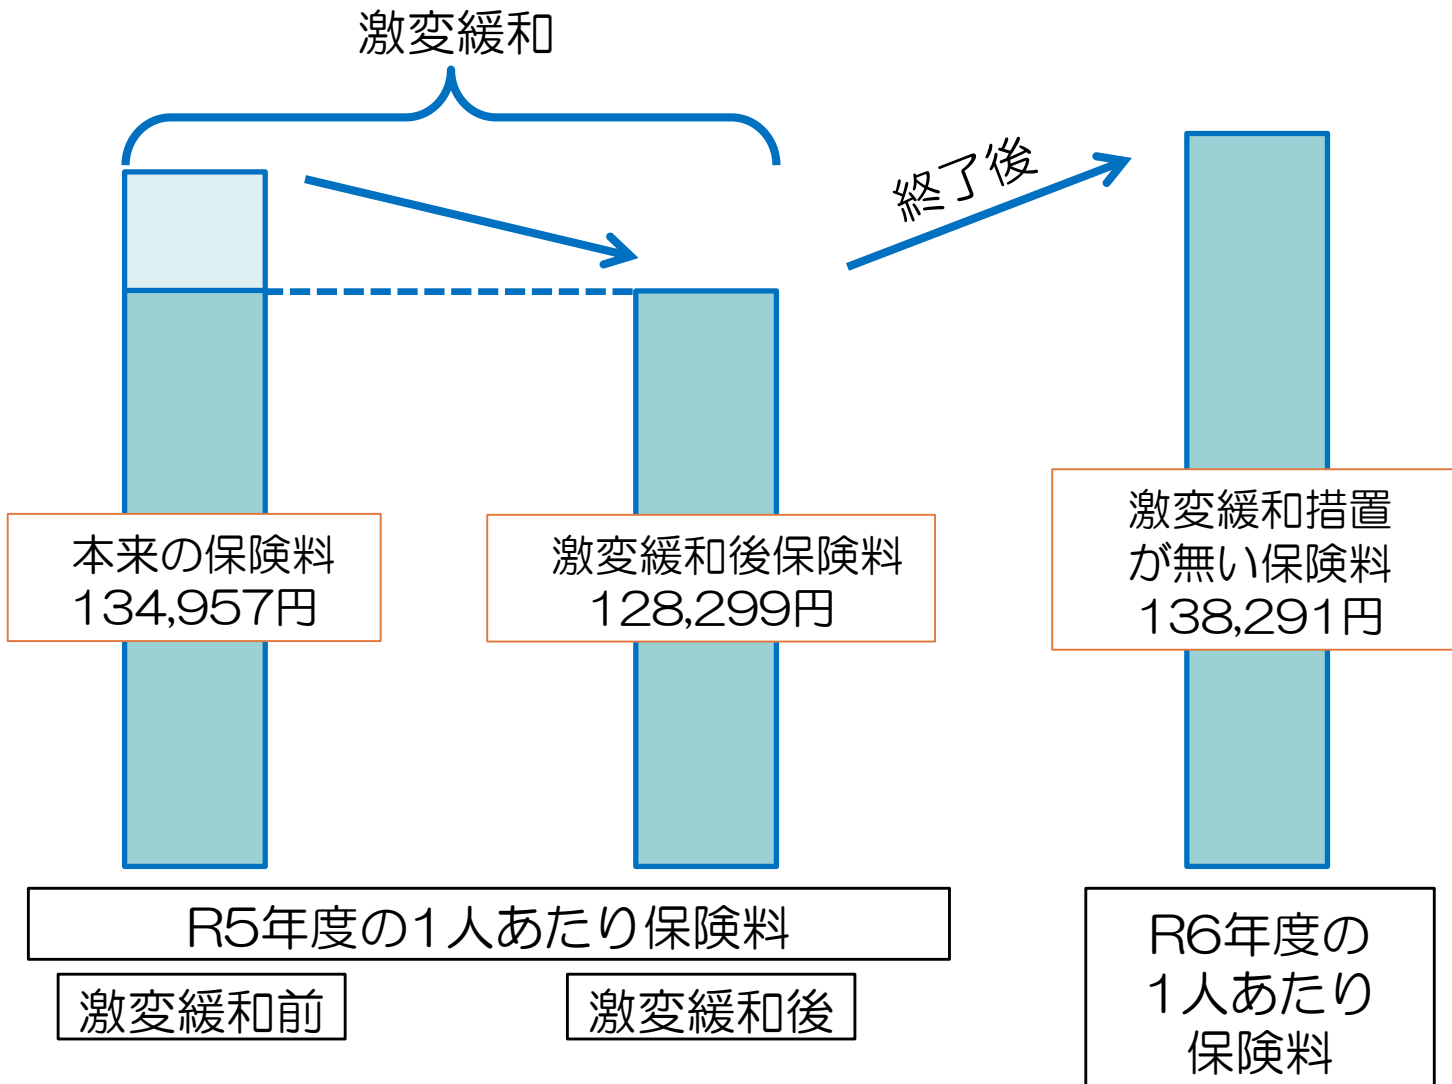 激変緩和
終了後
本来の保険料
134,957円
激変緩和後保険料
128,299円
激変緩和措置
が無い保険料
138,291円
R5年度の1人あたり保険料
激変緩和前
激変緩和後
R6年度の
1人あたり
保険料